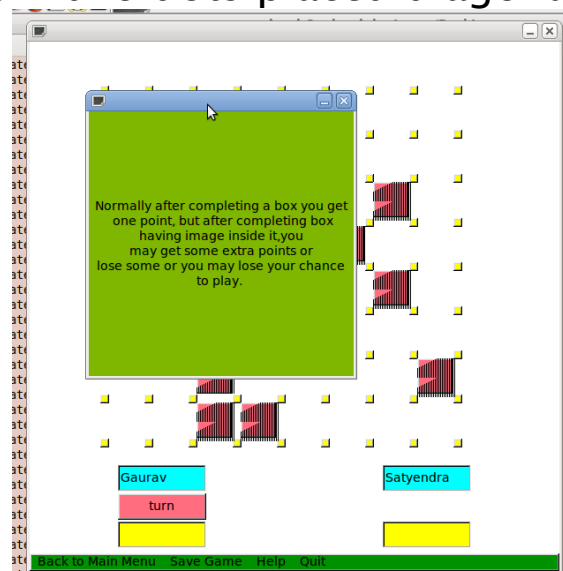 Normally after completing a box you get
one point, but after completing box
having image inside it,you
may get some extra points or
lose some or you may lose your chance
to play.
Gaurav
Satyendra
turn
Back to Main Menu Save Game Help Quit